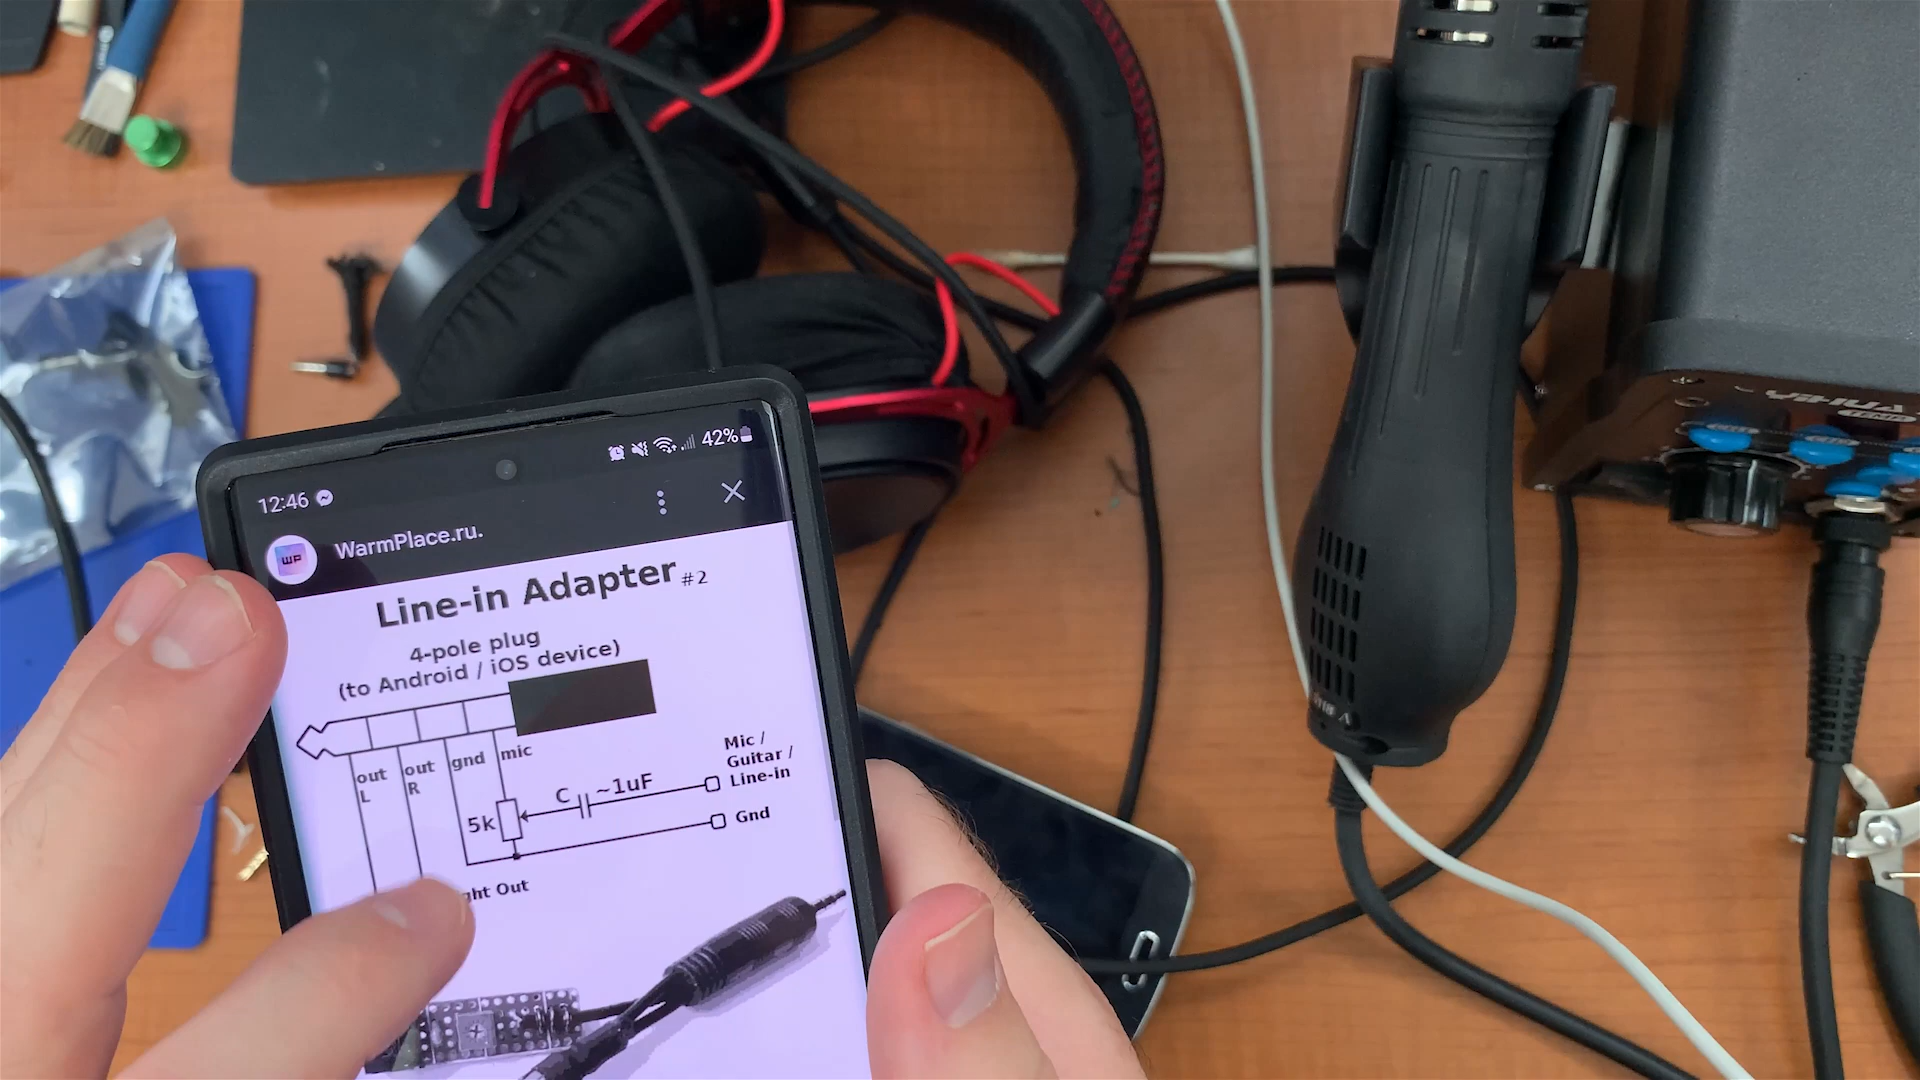 42%
12:46
WP
WarmPlace.ru.
Line-in Adapter #2
4-pole plug
(to Android / iOS device)
out L
out R
gnd
mic
Mic /
Guitar /
Line-in
C ~1uF
5k
Gnd
ght Out